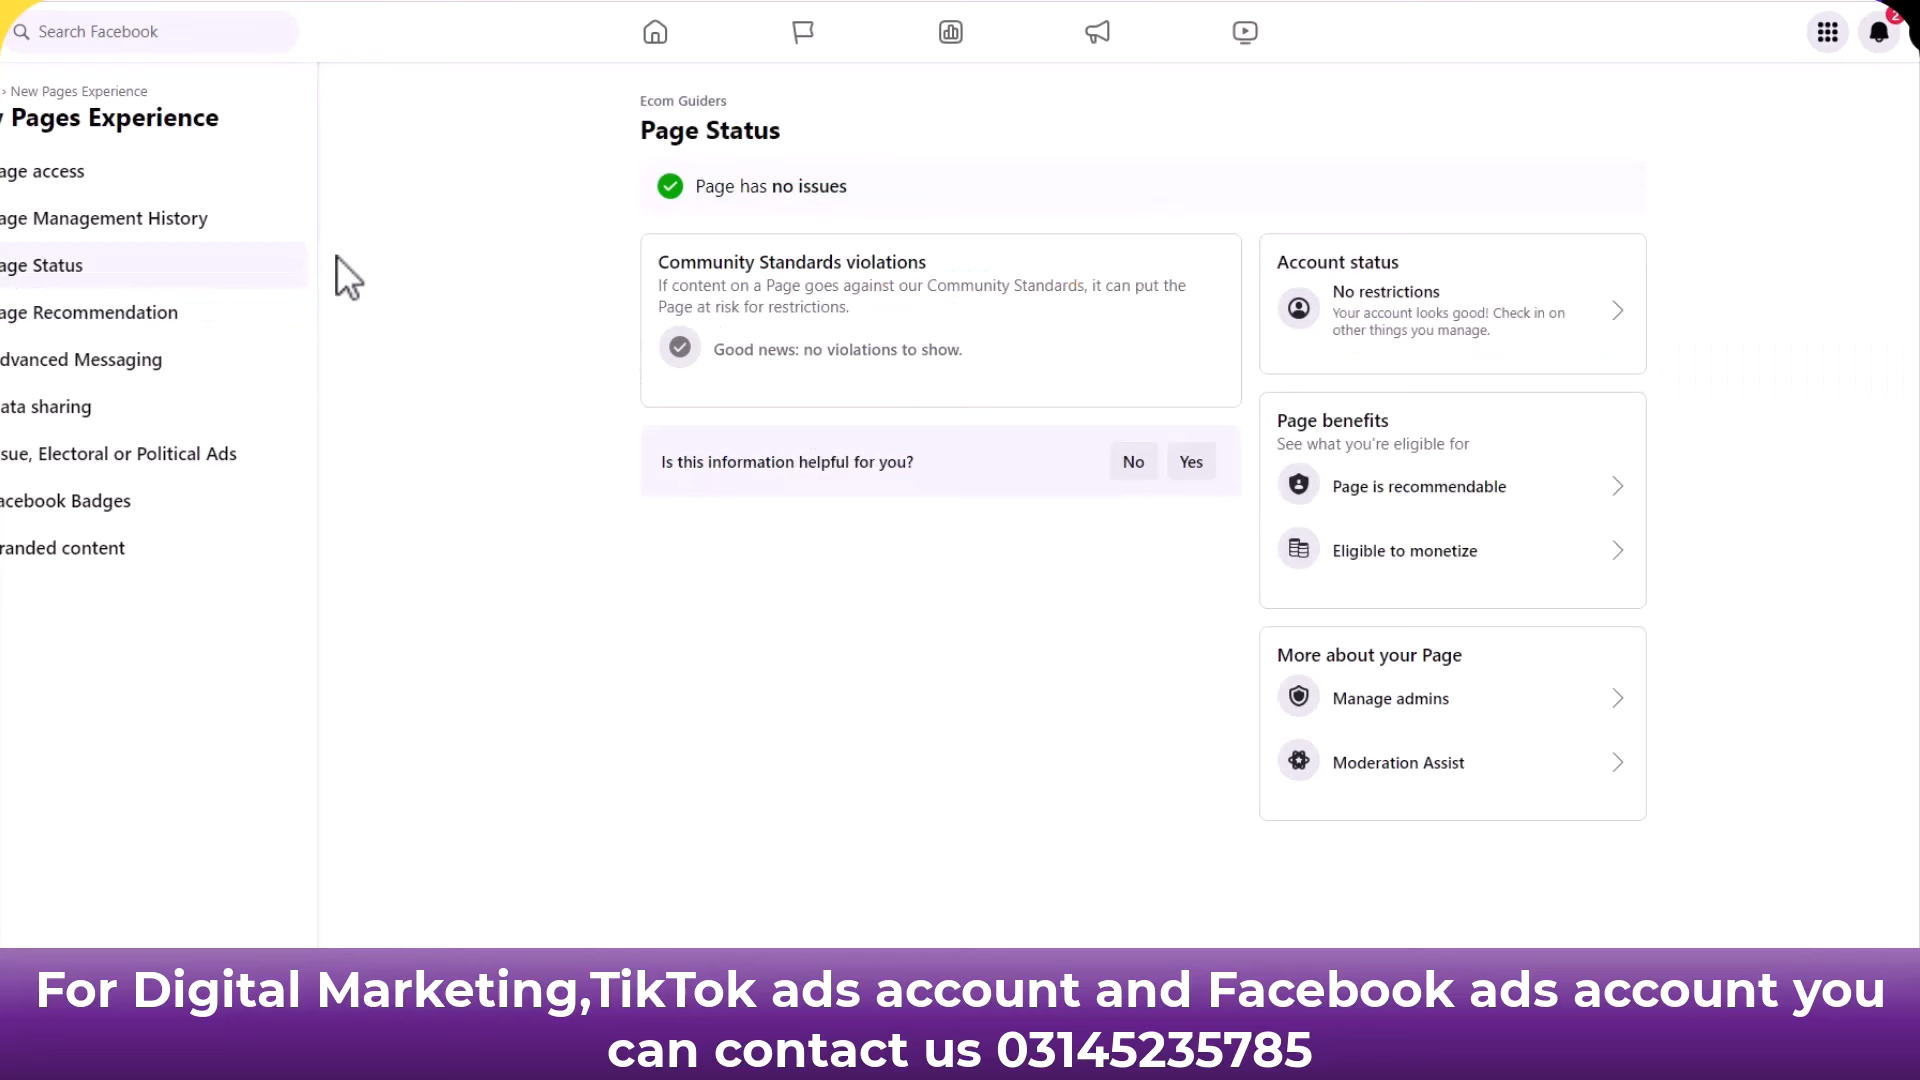 Search Facebook
2
› New Pages Experience
Pages Experience
age access
age Management History
age Status
age Recommendation
dvanced Messaging
ata sharing
sue, Electoral or Political Ads
acebook Badges
randed content
Ecom Guiders
Page Status
Page has no issues
Community Standards violations
If content on a Page goes against our Community Standards, it can put the
Page at risk for restrictions.
Good news: no violations to show.
Is this information helpful for you?
No
Yes
Account status
No restrictions
Your account looks good! Check in on
other things you manage.
Page benefits
See what you're eligible for
Page is recommendable
Eligible to monetize
More about your Page
Manage admins
Moderation Assist
For Digital Marketing,TikTok ads account and Facebook ads account you
can contact us 03145235785